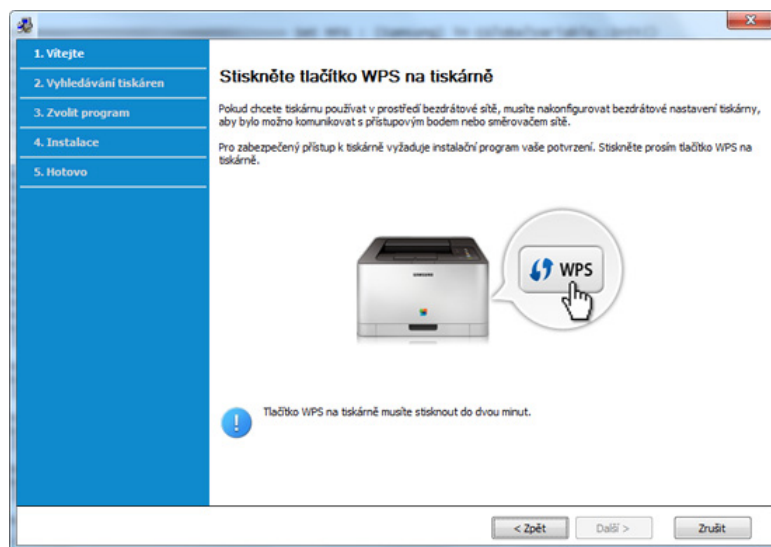 1. Vítejte
2. Vyhledávání tiskáren
3. Zvolit program
4. Instalace
5. Hotovo
Stiskněte tlačítko WPS na tiskárně
Pokud chcete tiskárnu používat v prostředí bezdrátové sítě, musíte nakonfigurovat bezdrátové nastavení tiskárny,
aby bylo možno komunikovat s přístupovým bodem nebo směrovačem sítě.
Pro zabezpečený přístup k tiskárně vyžaduje instalační program vaše potvrzení. Stiskněte prosím tlačítko WPS na
tiskárně.
SAMSUNG
WPS
Tlačítko WPS na tiskárně musíte stisknout do dvou minut.
< Zpět
Další >
Zrušit